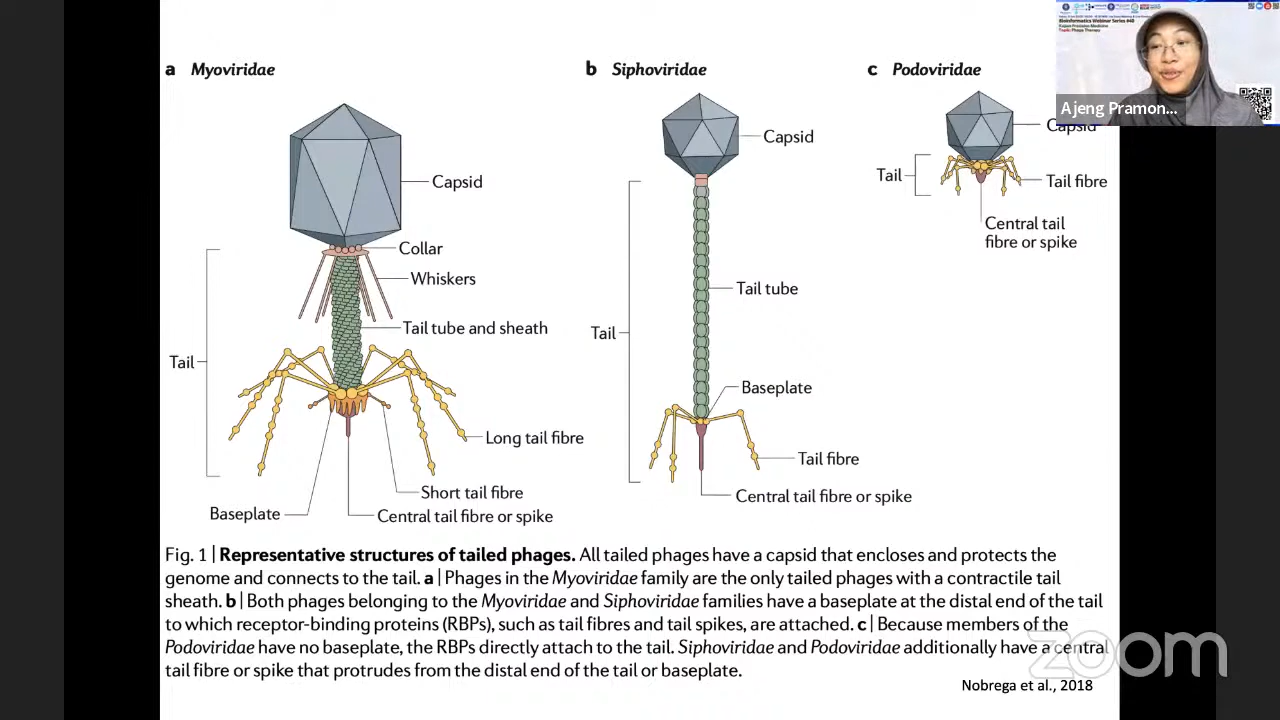 a Myoviridae
b Siphoviridae
c Podoviridae
Bioinformatics Webinar Series #48
Ajeng Pramon...
Capsid
Collar
Whiskers
Tail tube and sheath
Tail
Long tail fibre
Short tail fibre
Baseplate
Central tail fibre or spike
Capsid
Tail tube
Tail
Baseplate
Tail fibre
Central tail fibre or spike
Capsid
Tail
Tail fibre
Central tail
fibre or spike
Fig. 1 | Representative structures of tailed phages. All tailed phages have a capsid that encloses and protects the
genome and connects to the tail. a | Phages in the Myoviridae family are the only tailed phages with a contractile tail
sheath. b | Both phages belonging to the Myoviridae and Siphoviridae families have a baseplate at the distal end of the tail
to which receptor-binding proteins (RBPs), such as tail fibres and tail spikes, are attached. c | Because members of the
Podoviridae have no baseplate, the RBPs directly attach to the tail. Siphoviridae and Podoviridae additionally have a central
tail fibre or spike that protrudes from the distal end of the tail or baseplate.
Nobrega et al., 2018
zoom